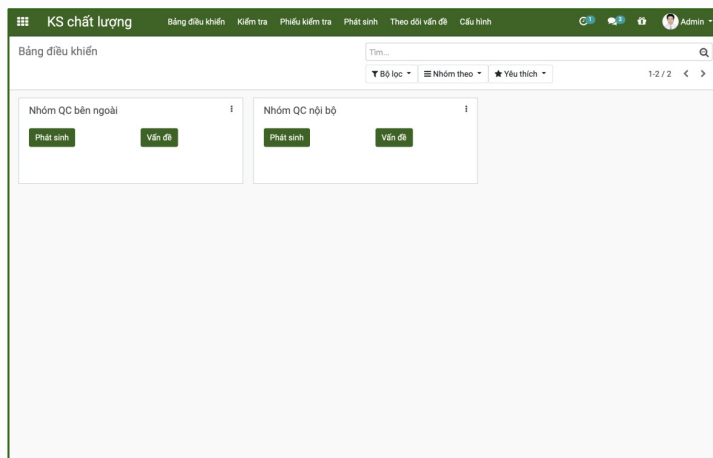 KS chất lượng Bảng điều khiển Kiểm tra Phiếu kiểm tra Phát sinh Theo dõi vấn đề Cấu hình 1 3 Admin
Bảng điều khiển Tìm...
Bộ lọc Nhóm theo Yêu thích 1-2 / 2
Nhóm QC bên ngoài Nhóm QC nội bộ
Phát sinh Vấn đề Phát sinh Vấn đề